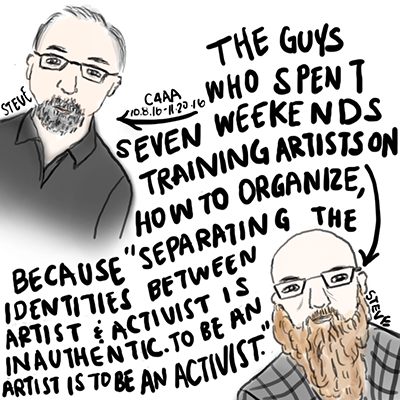 STEVE
C4AA
10.8.16-11.20.16
THE GUYS
WHO SPENT
SEVEN WEEKENDS
TRAINING ARTISTS ON
HOW TO ORGANIZE,
BECAUSE "SEPARATING THE
IDENTITIES BETWEEN
ARTIST & ACTIVIST IS
INAUTHENTIC. TO BE AN
ARTIST IS TO BE AN ACTIVIST."
STEVE